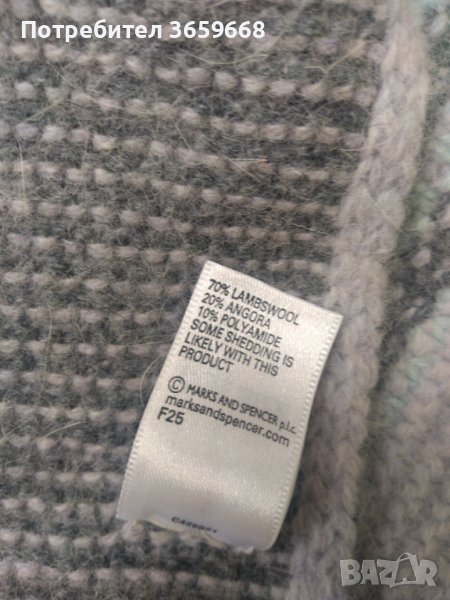 Потребител 3659668
70% LAMBSWOOL
20% ANGORA
10% POLYAMIDE
SOME SHEDDING IS
LIKELY WITH THIS
PRODUCT
© MARKS AND SPENCER p.l.c.
marksandspencer.com
F25
BAZAR